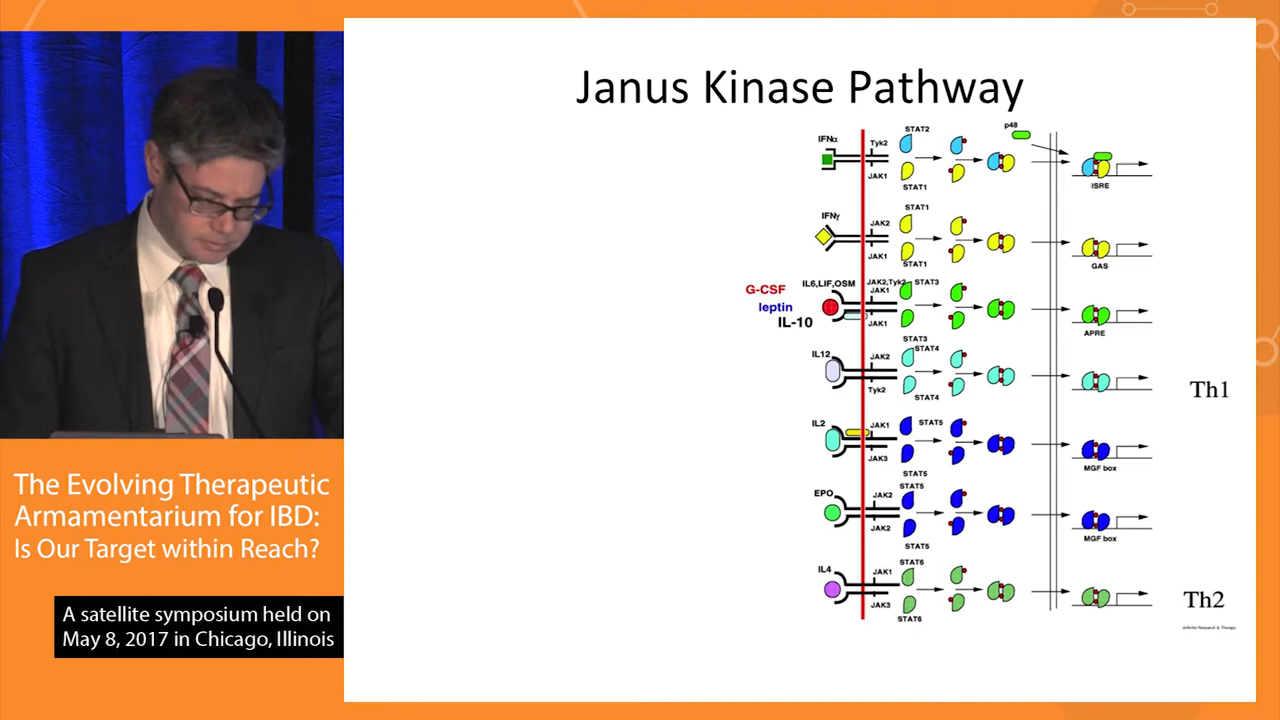 Janus Kinase Pathway
IFNα
Tyk2
JAK1
STAT2
STAT1
p48
ISRE
IFNγ
JAK2
JAK1
STAT1
STAT1
GAS
G-CSF
leptin
IL-10
IL6,LIF,OSM
JAK2,Tyk2
JAK1
JAK1
STAT3
STAT3
APRE
IL12
JAK2
Tyk2
STAT4
STAT4
Th1
IL2
JAK1
JAK3
STAT5
STAT5
MGF box
EPO
JAK2
JAK2
STAT5
STAT5
MGF box
IL4
JAK1
JAK3
STAT6
STAT6
Th2
Arthritis Research & Therapy
The Evolving Therapeutic
Armamentarium for IBD:
Is Our Target within Reach?
A satellite symposium held on
May 8, 2017 in Chicago, Illinois